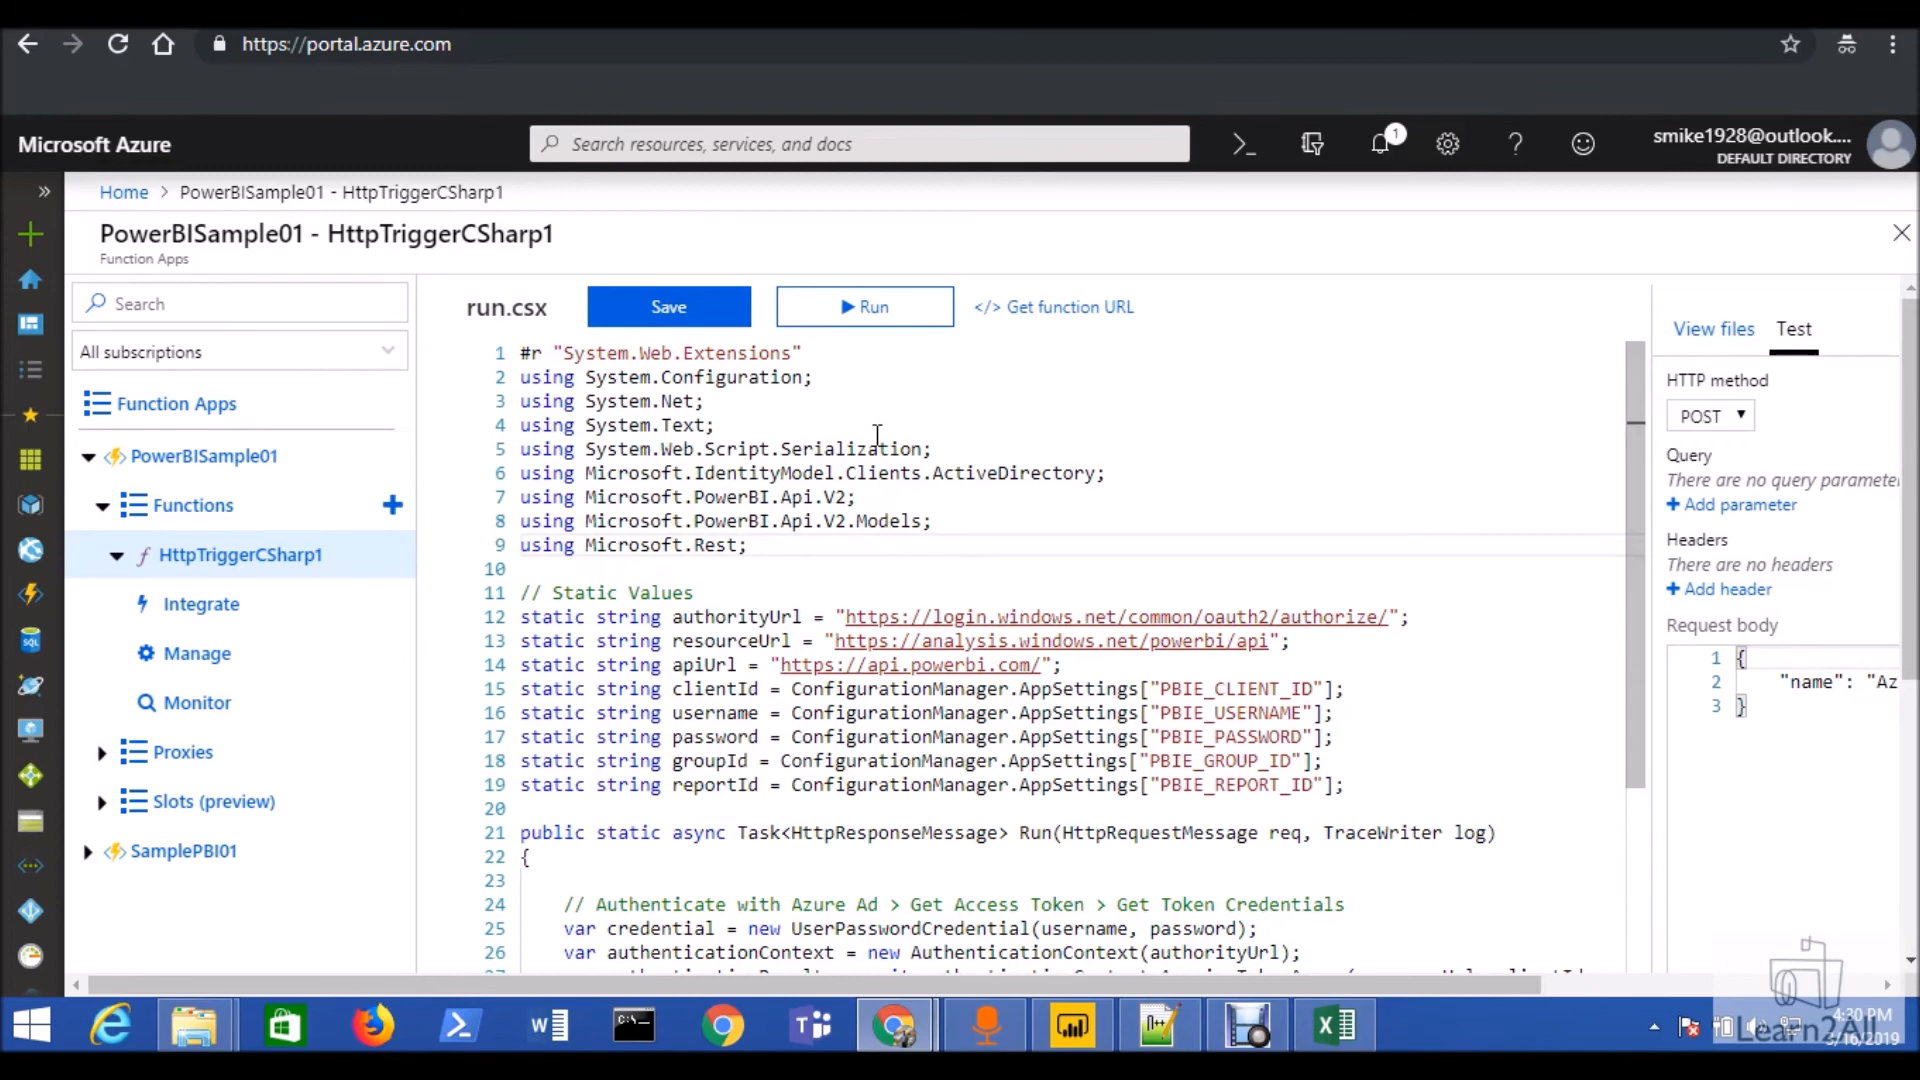 https://portal.azure.com
Microsoft Azure
Search resources, services, and docs
1
smike1928@outlook....
DEFAULT DIRECTORY
Home > PowerBISample01 - HttpTriggerCSharp1
PowerBISample01 - HttpTriggerCSharp1
Function Apps
Search
All subscriptions
Function Apps
PowerBISample01
Functions
HttpTriggerCSharp1
Integrate
Manage
Monitor
Proxies
Slots (preview)
SamplePBI01
run.csx
Save
Run
</> Get function URL
1 #r "System.Web.Extensions"
2 using System.Configuration;
3 using System.Net;
4 using System.Text;
5 using System.Web.Script.Serialization;
6 using Microsoft.IdentityModel.Clients.ActiveDirectory;
7 using Microsoft.PowerBI.Api.V2;
8 using Microsoft.PowerBI.Api.V2.Models;
9 using Microsoft.Rest;
10
11 // Static Values
12 static string authorityUrl = "https://login.windows.net/common/oauth2/authorize/";
13 static string resourceUrl = "https://analysis.windows.net/powerbi/api";
14 static string apiUrl = "https://api.powerbi.com/";
15 static string clientId = ConfigurationManager.AppSettings["PBIE_CLIENT_ID"];
16 static string username = ConfigurationManager.AppSettings["PBIE_USERNAME"];
17 static string password = ConfigurationManager.AppSettings["PBIE_PASSWORD"];
18 static string groupId = ConfigurationManager.AppSettings["PBIE_GROUP_ID"];
19 static string reportId = ConfigurationManager.AppSettings["PBIE_REPORT_ID"];
20
21 public static async Task<HttpResponseMessage> Run(HttpRequestMessage req, TraceWriter log)
22 {
23
24 // Authenticate with Azure Ad > Get Access Token > Get Token Credentials
25 var credential = new UserPasswordCredential(username, password);
26 var authenticationContext = new AuthenticationContext(authorityUrl);
View files
Test
HTTP method
POST
Query
There are no query paramete
+ Add parameter
Headers
There are no headers
+ Add header
Request body
1 {
2 "name": "Az
3 }
4:30 PM
3/16/2019
Learn2All